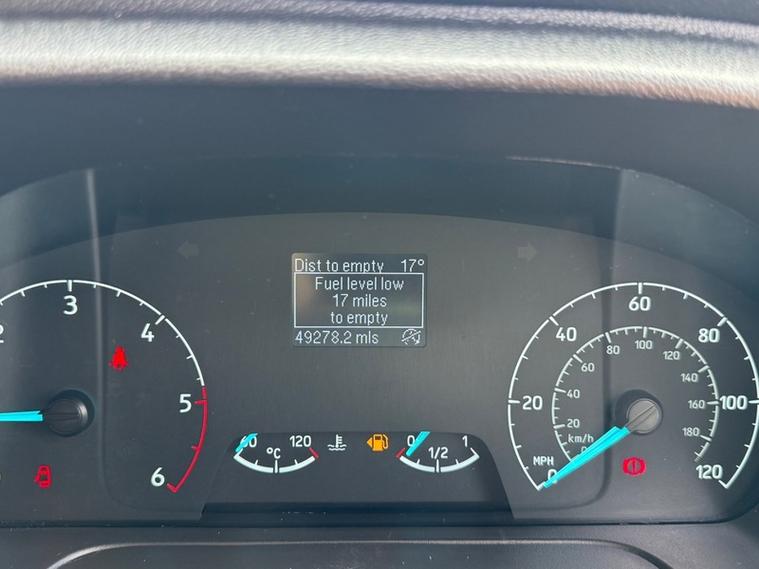 Dist to empty 17°
Fuel level low
17 miles
to empty
49278.2 mls
3
4
5
6
60 120
°C
0 1/2 1
0 20 40 60 80 100 120
MPH
20 40 60 80 100 120 140 160 180
km/h